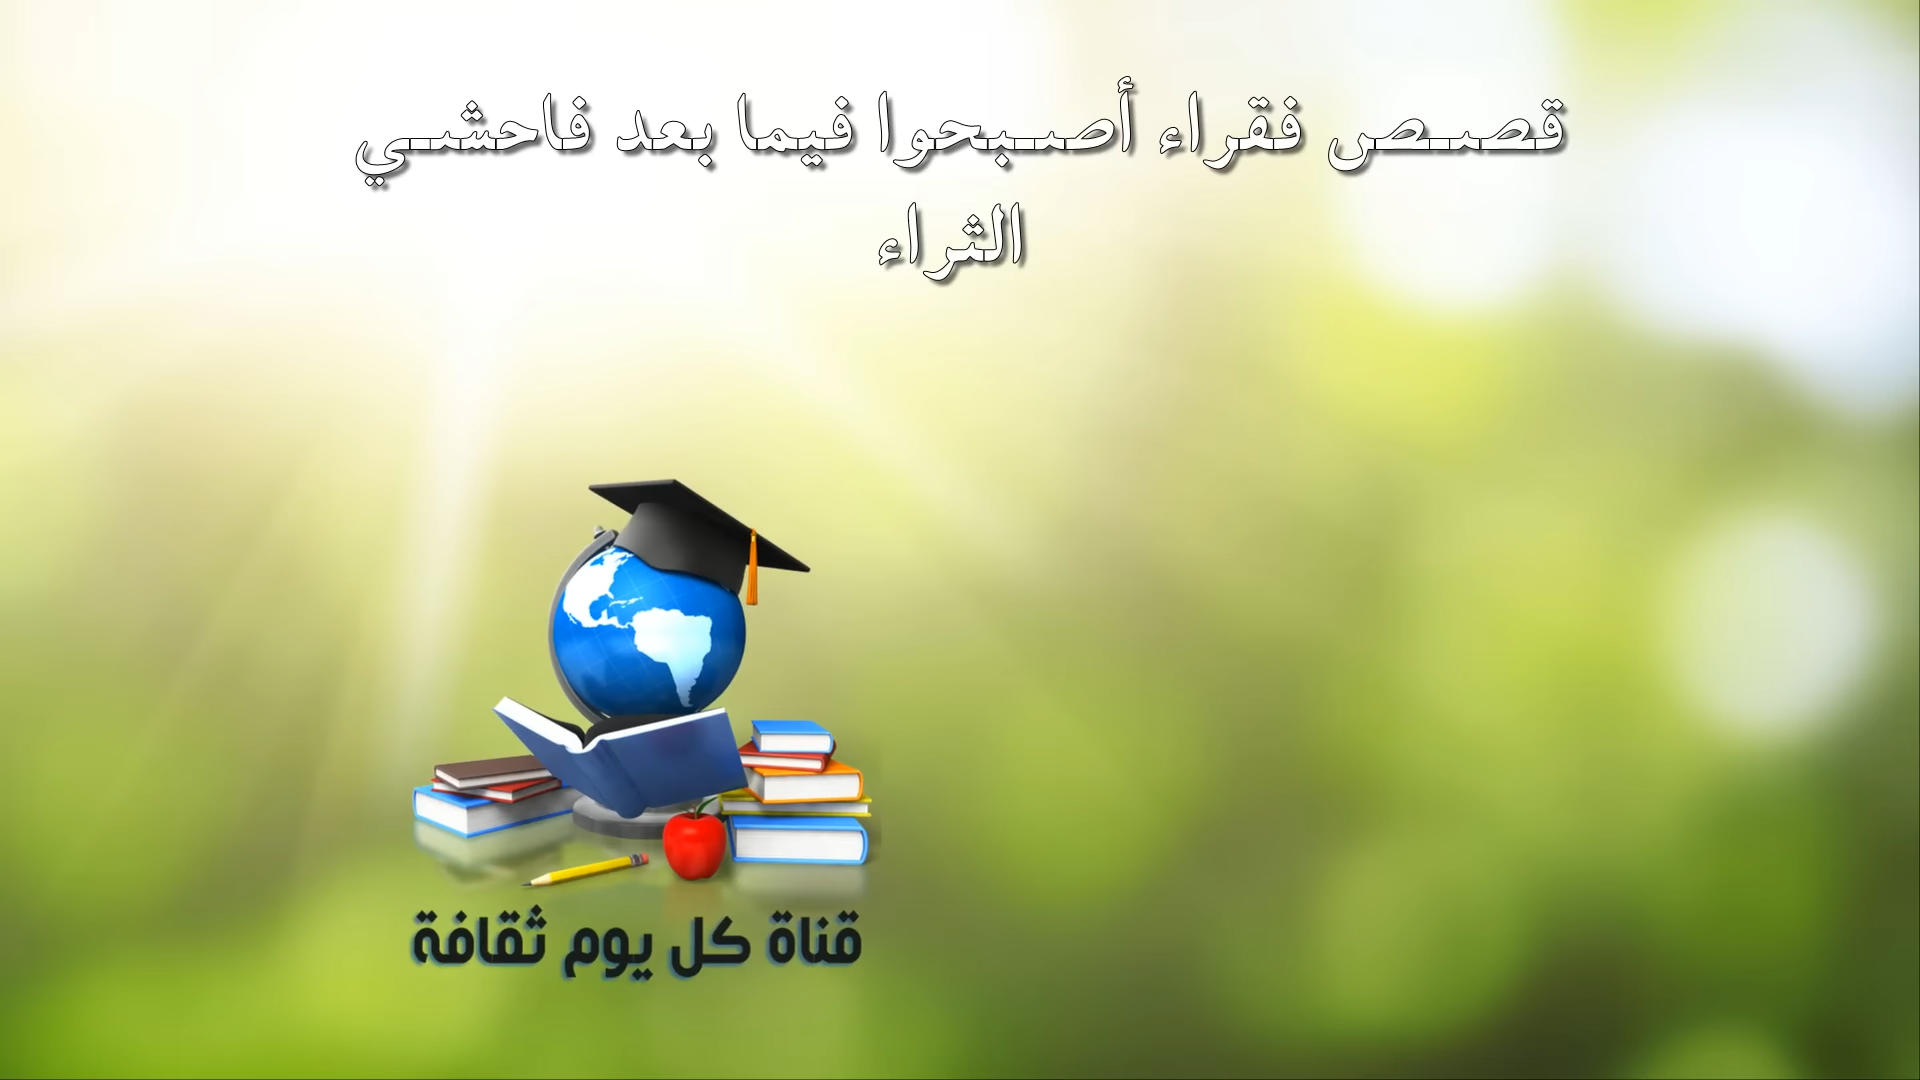 قصص فقراء أصبحوا فيما بعد فاحشي
الثراء
قناة كل يوم ثقافة